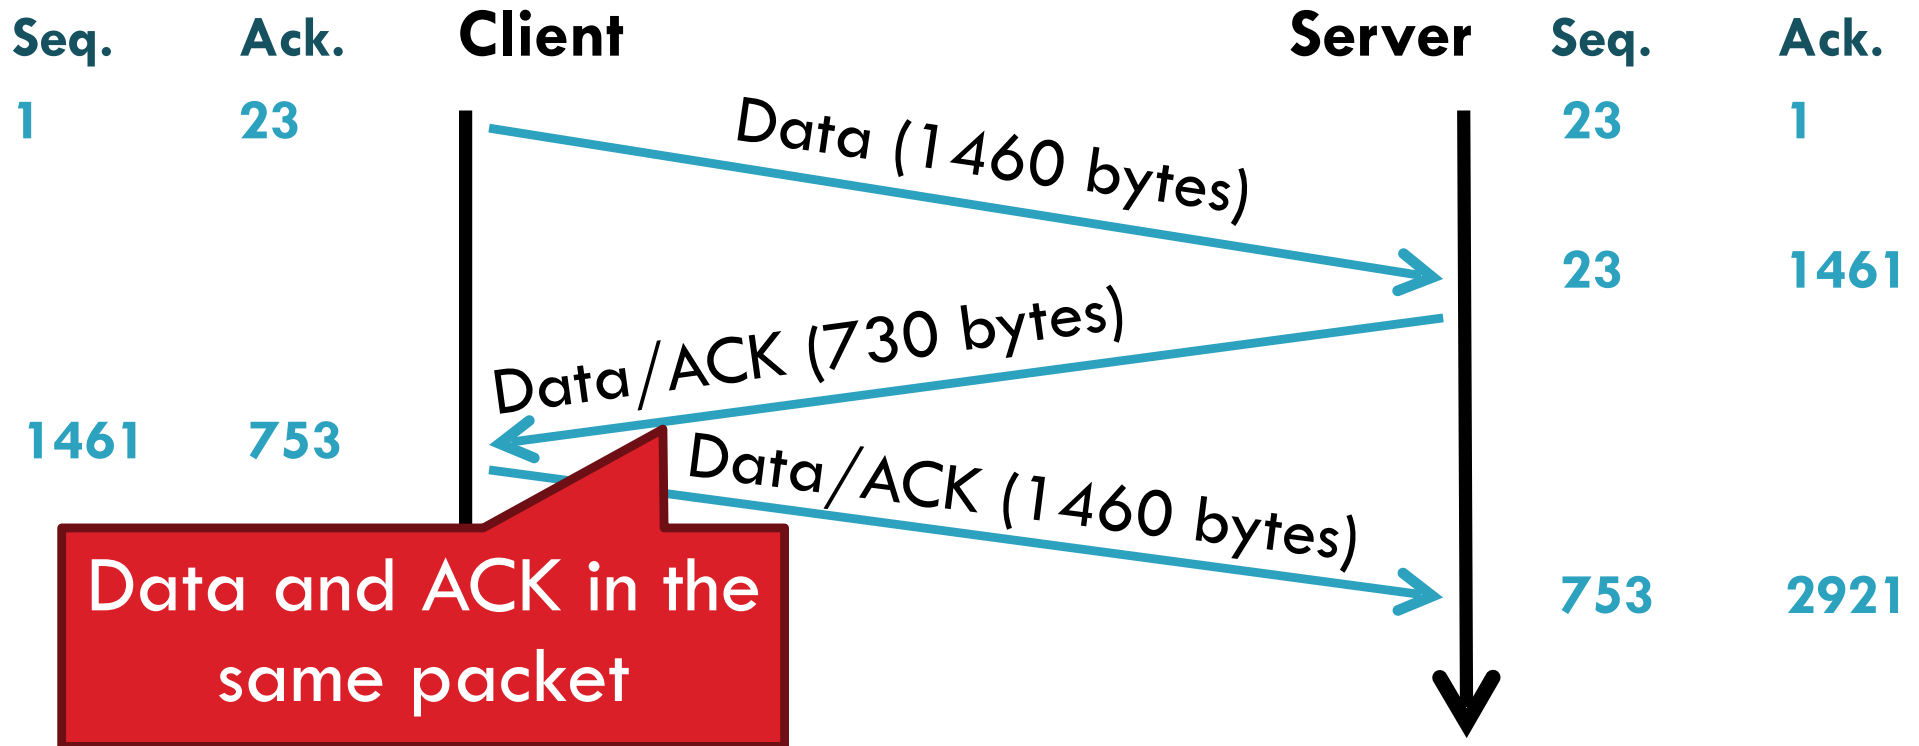 Seq. Ack. Client Server Seq. Ack.
1 23 23 1
Data (1460 bytes)
23 1461
Data/ACK (730 bytes)
1461 753
Data/ACK (1460 bytes)
753 2921
Data and ACK in the
same packet